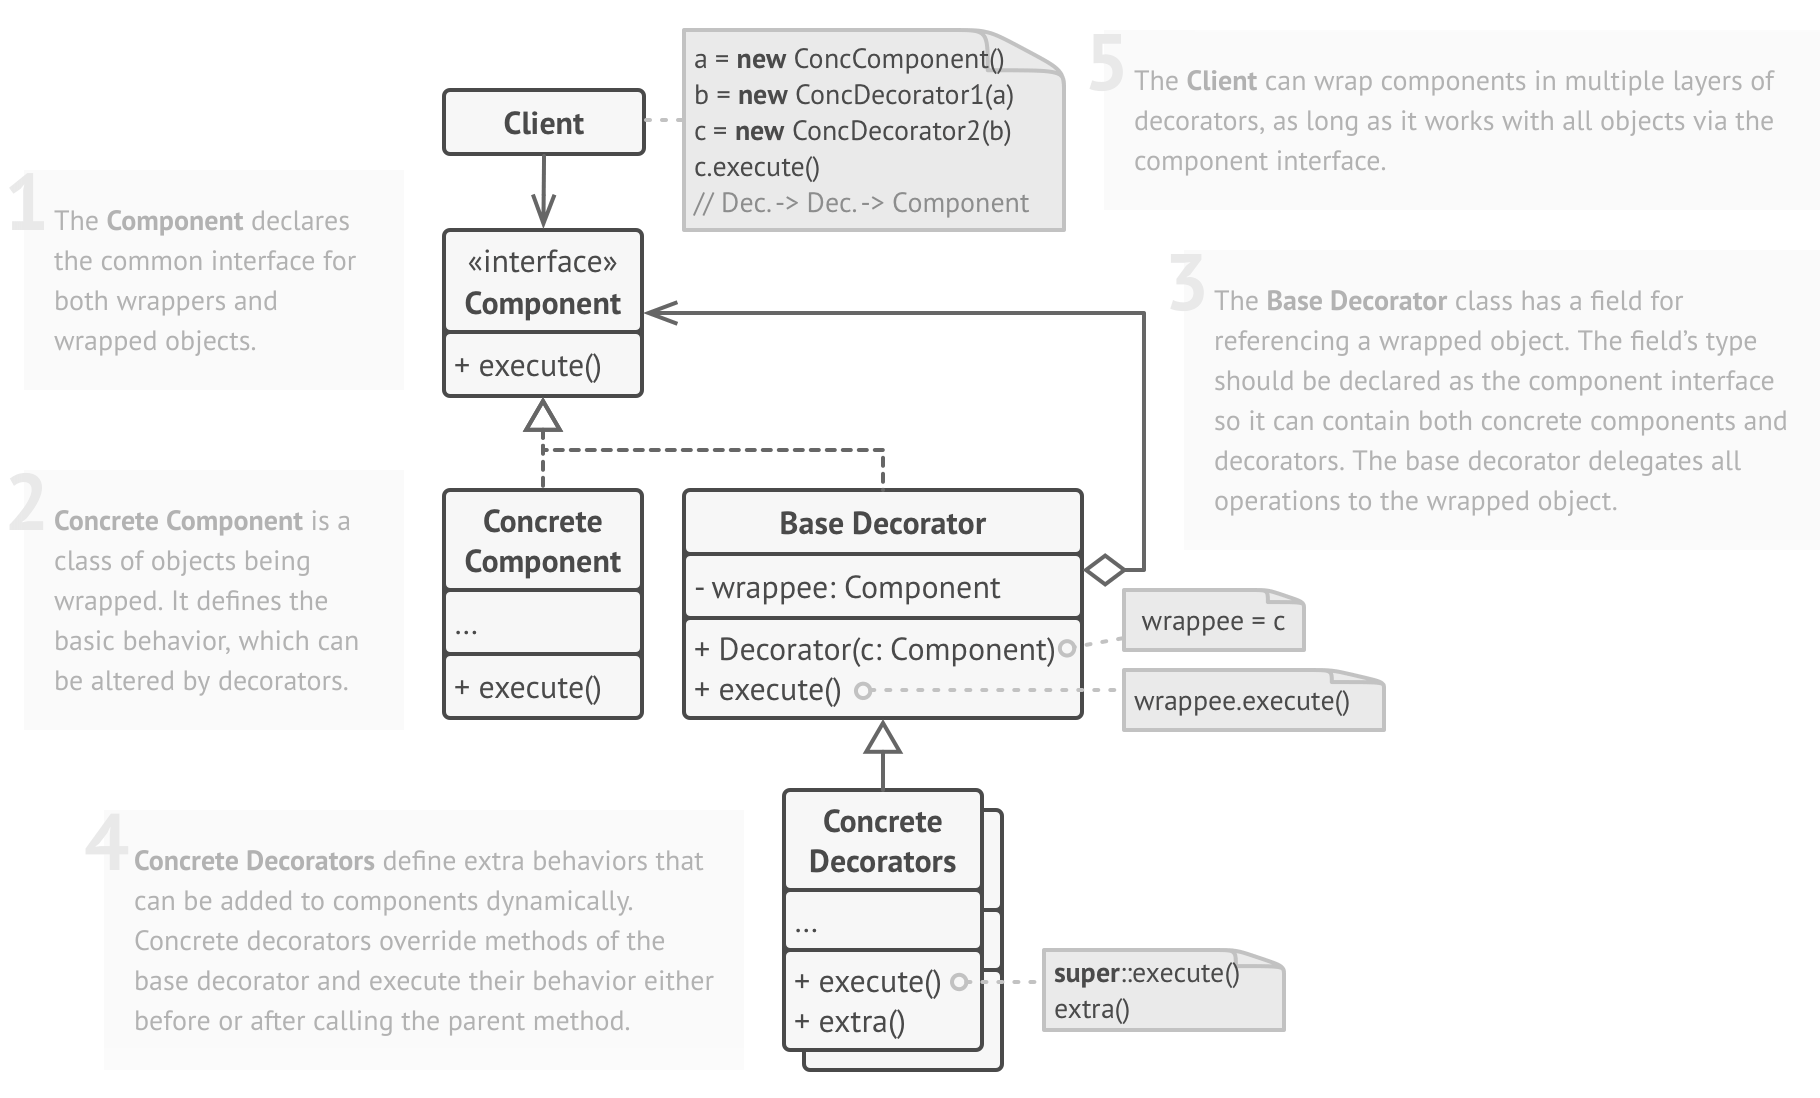 Client
a = new ConcComponent()
b = new ConcDecorator1(a)
c = new ConcDecorator2(b)
c.execute()
// Dec. -> Dec. -> Component
5
The Client can wrap components in multiple layers of
decorators, as long as it works with all objects via the
component interface.
1
The Component declares
the common interface for
both wrappers and
wrapped objects.
«interface»
Component
+ execute()
3
The Base Decorator class has a field for
referencing a wrapped object. The field’s type
should be declared as the component interface
so it can contain both concrete components and
decorators. The base decorator delegates all
operations to the wrapped object.
2
Concrete Component is a
class of objects being
wrapped. It defines the
basic behavior, which can
be altered by decorators.
Concrete
Component
...
+ execute()
Base Decorator
- wrappee: Component
+ Decorator(c: Component)
+ execute()
wrappee = c
wrappee.execute()
4
Concrete Decorators define extra behaviors that
can be added to components dynamically.
Concrete decorators override methods of the
base decorator and execute their behavior either
before or after calling the parent method.
Concrete
Decorators
...
+ execute()
+ extra()
super::execute()
extra()